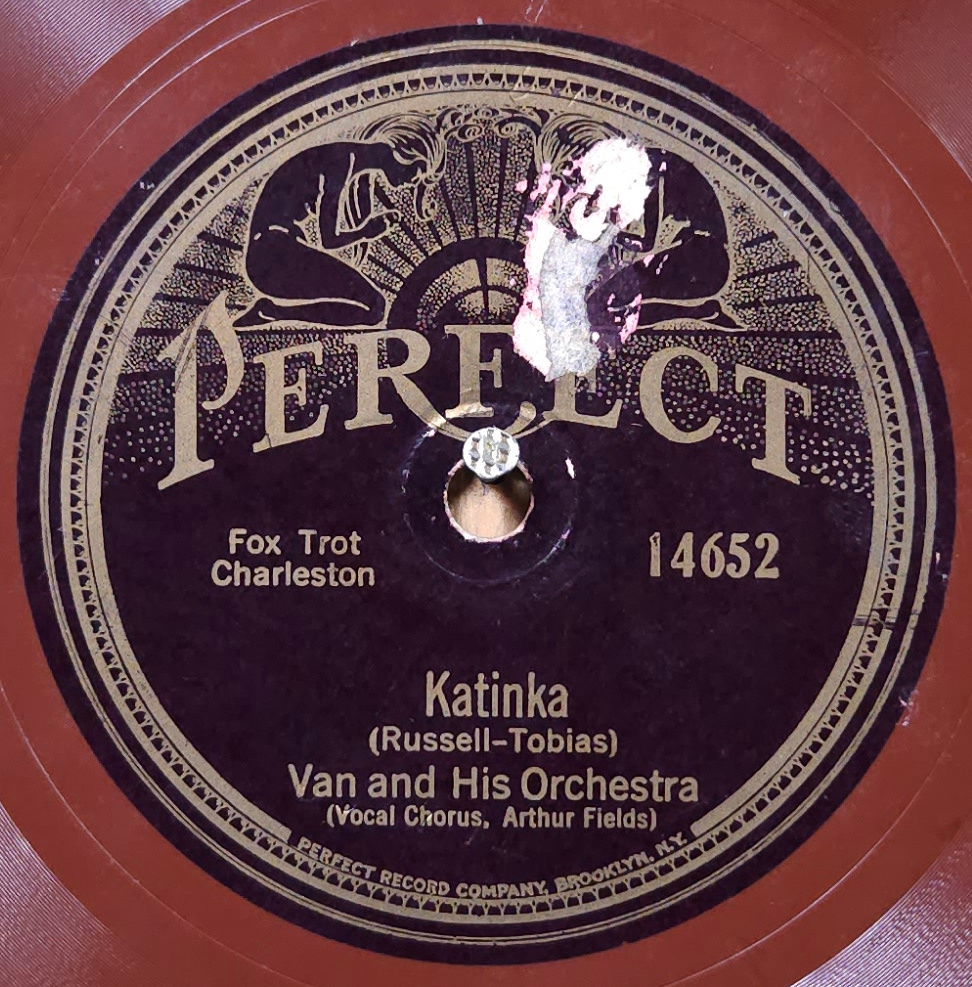 PERFECT
Fox Trot
Charleston
14652
Katinka
(Russell-Tobias)
Van and His Orchestra
(Vocal Chorus, Arthur Fields)
PERFECT RECORD COMPANY, BROOKLYN, N.Y.